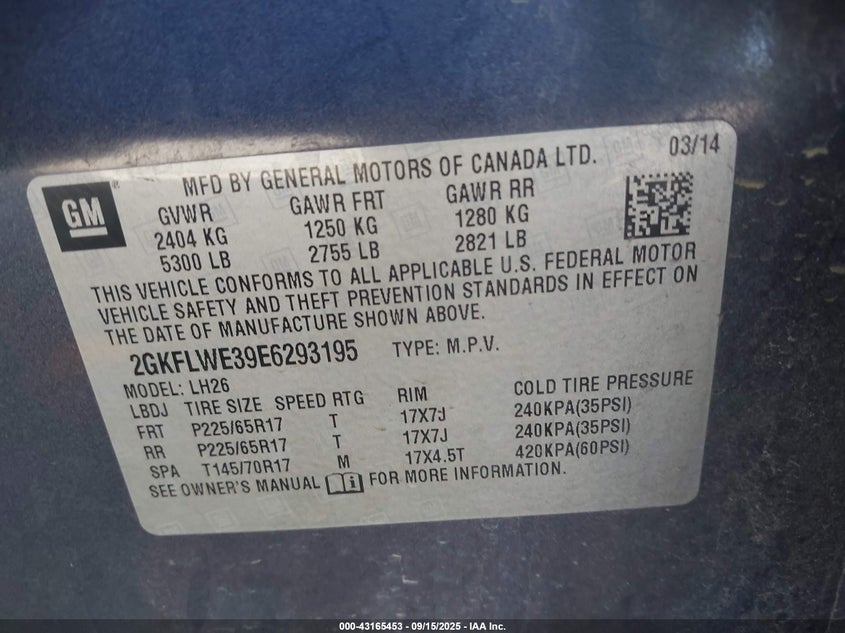 MFD BY GENERAL MOTORS OF CANADA LTD. 03/14
GM
GVWR GAWR FRT GAWR RR
2404 KG 1250 KG 1280 KG
5300 LB 2755 LB 2821 LB
THIS VEHICLE CONFORMS TO ALL APPLICABLE U.S. FEDERAL MOTOR
VEHICLE SAFETY AND THEFT PREVENTION STANDARDS IN EFFECT ON
THE DATE OF MANUFACTURE SHOWN ABOVE.
2GKFLWE39E6293195 TYPE: M.P.V.
MODEL: LH26
LBDJ TIRE SIZE SPEED RTG RIM COLD TIRE PRESSURE
FRT P225/65R17 T 17X7J 240KPA(35PSI)
RR P225/65R17 T 17X7J 240KPA(35PSI)
SPA T145/70R17 M 17X4.5T 420KPA(60PSI)
SEE OWNER'S MANUAL FOR MORE INFORMATION.
000-43165453 - 09/15/2025 - IAA Inc.